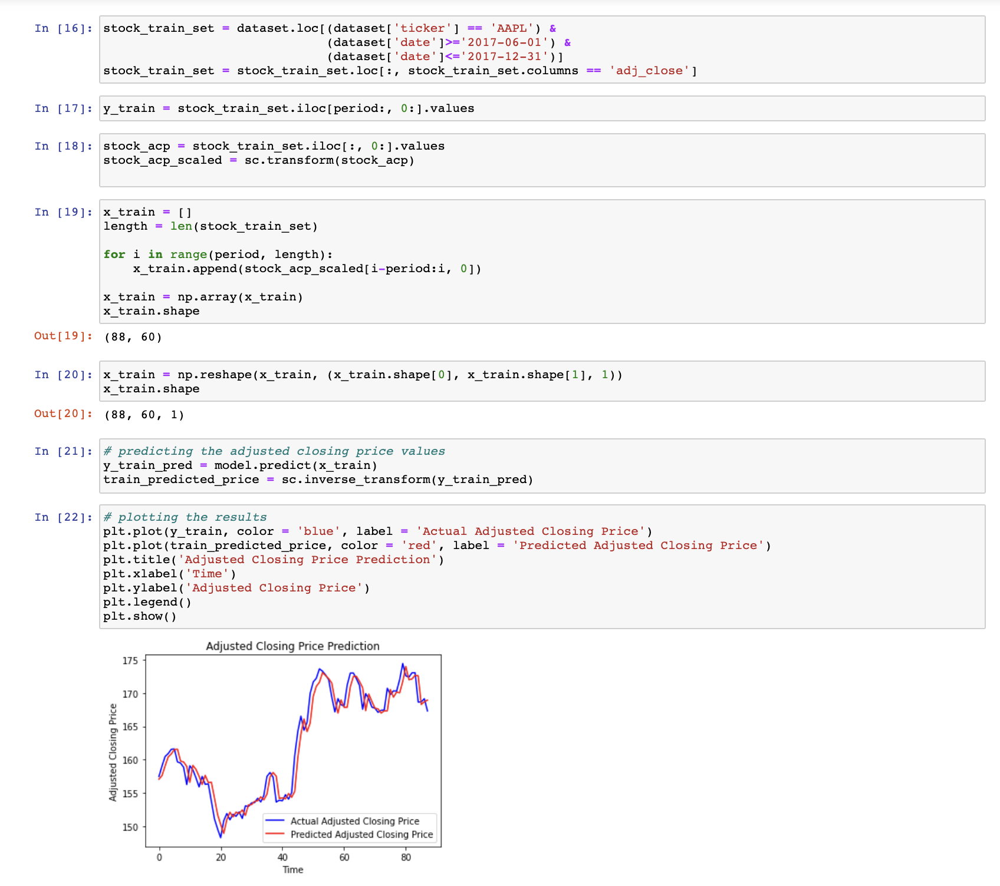 In [16]: stock_train_set = dataset.loc[(dataset['ticker'] == 'AAPL') &
(dataset['date']>='2017-06-01') &
(dataset['date']<='2017-12-31')]
stock_train_set = stock_train_set.loc[:, stock_train_set.columns == 'adj_close']
In [17]: y_train = stock_train_set.iloc[period:, 0:].values
In [18]: stock_acp = stock_train_set.iloc[:, 0:].values
stock_acp_scaled = sc.transform(stock_acp)
In [19]: x_train = []
length = len(stock_train_set)
for i in range(period, length):
x_train.append(stock_acp_scaled[i-period:i, 0])
x_train = np.array(x_train)
x_train.shape
Out[19]: (88, 60)
In [20]: x_train = np.reshape(x_train, (x_train.shape[0], x_train.shape[1], 1))
x_train.shape
Out[20]: (88, 60, 1)
In [21]: # predicting the adjusted closing price values
y_train_pred = model.predict(x_train)
train_predicted_price = sc.inverse_transform(y_train_pred)
In [22]: # plotting the results
plt.plot(y_train, color = 'blue', label = 'Actual Adjusted Closing Price')
plt.plot(train_predicted_price, color = 'red', label = 'Predicted Adjusted Closing Price')
plt.title('Adjusted Closing Price Prediction')
plt.xlabel('Time')
plt.ylabel('Adjusted Closing Price')
plt.legend()
plt.show()
Adjusted Closing Price Prediction
175
170
165
160
155
150
Adjusted Closing Price
Actual Adjusted Closing Price
Predicted Adjusted Closing Price
0 20 40 60 80
Time